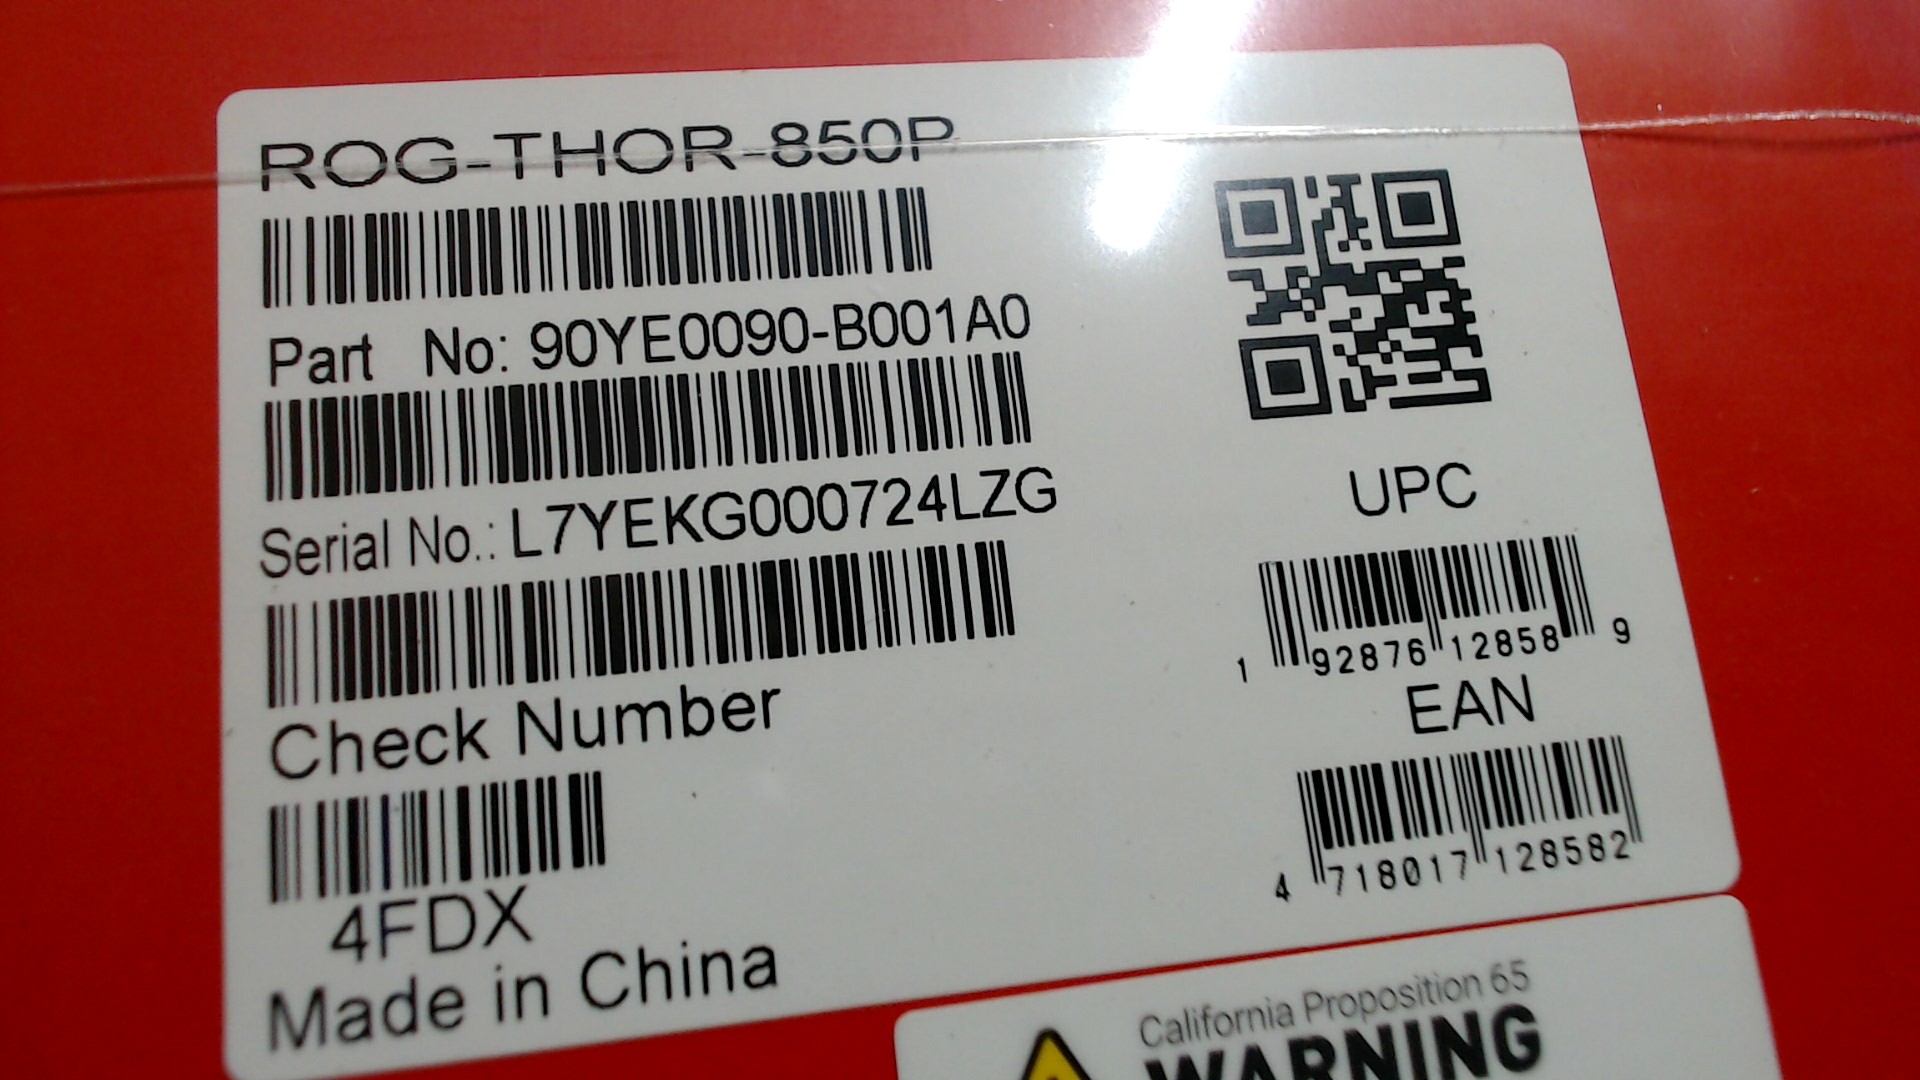 ROG-THOR-850P
Part No: 90YE0090-B001A0
Serial No.: L7YEKG000724LZG
Check Number
4FDX
Made in China
UPC
1 92876 12858 9
EAN
4 718017 128582
California Proposition 65
WARNING